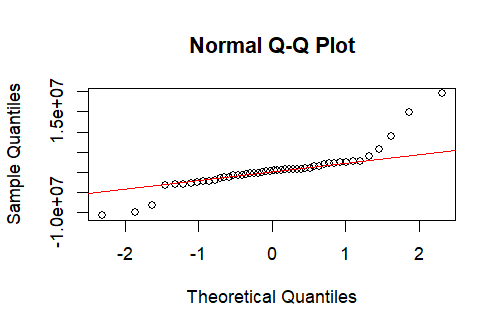 Normal Q-Q Plot
Sample Quantiles
1.5e+07
-1.0e+07
-2 -1 0 1 2
Theoretical Quantiles